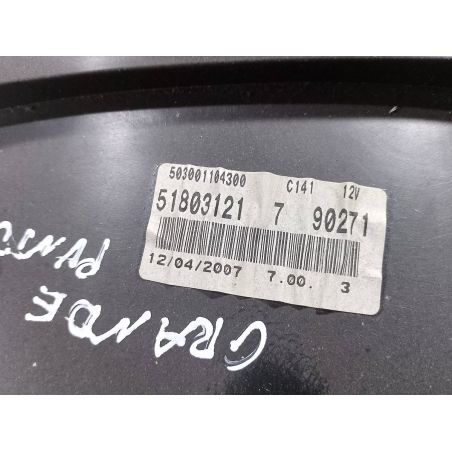 503001104300 C141 12V
51803121 7 90271
12/04/2007 7.00. 3
GRANDE
PUNTO